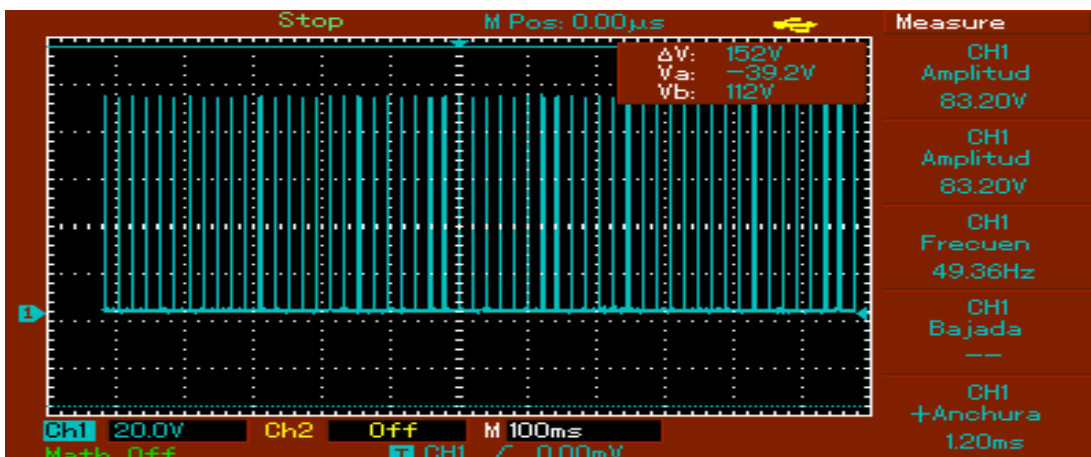 Stop M Pos: 0.00µs Measure
ΔV: 152V
Va: -39.2V
Vb: 112V
CH1
Amplitud
83.20V
CH1
Amplitud
83.20V
CH1
Frecuen
49.36Hz
CH1
Bajada
--
CH1
+Anchura
1.20ms
1
Ch1 20.0V Ch2 Off M 100ms
Math Off T CH1 / 0.00mV